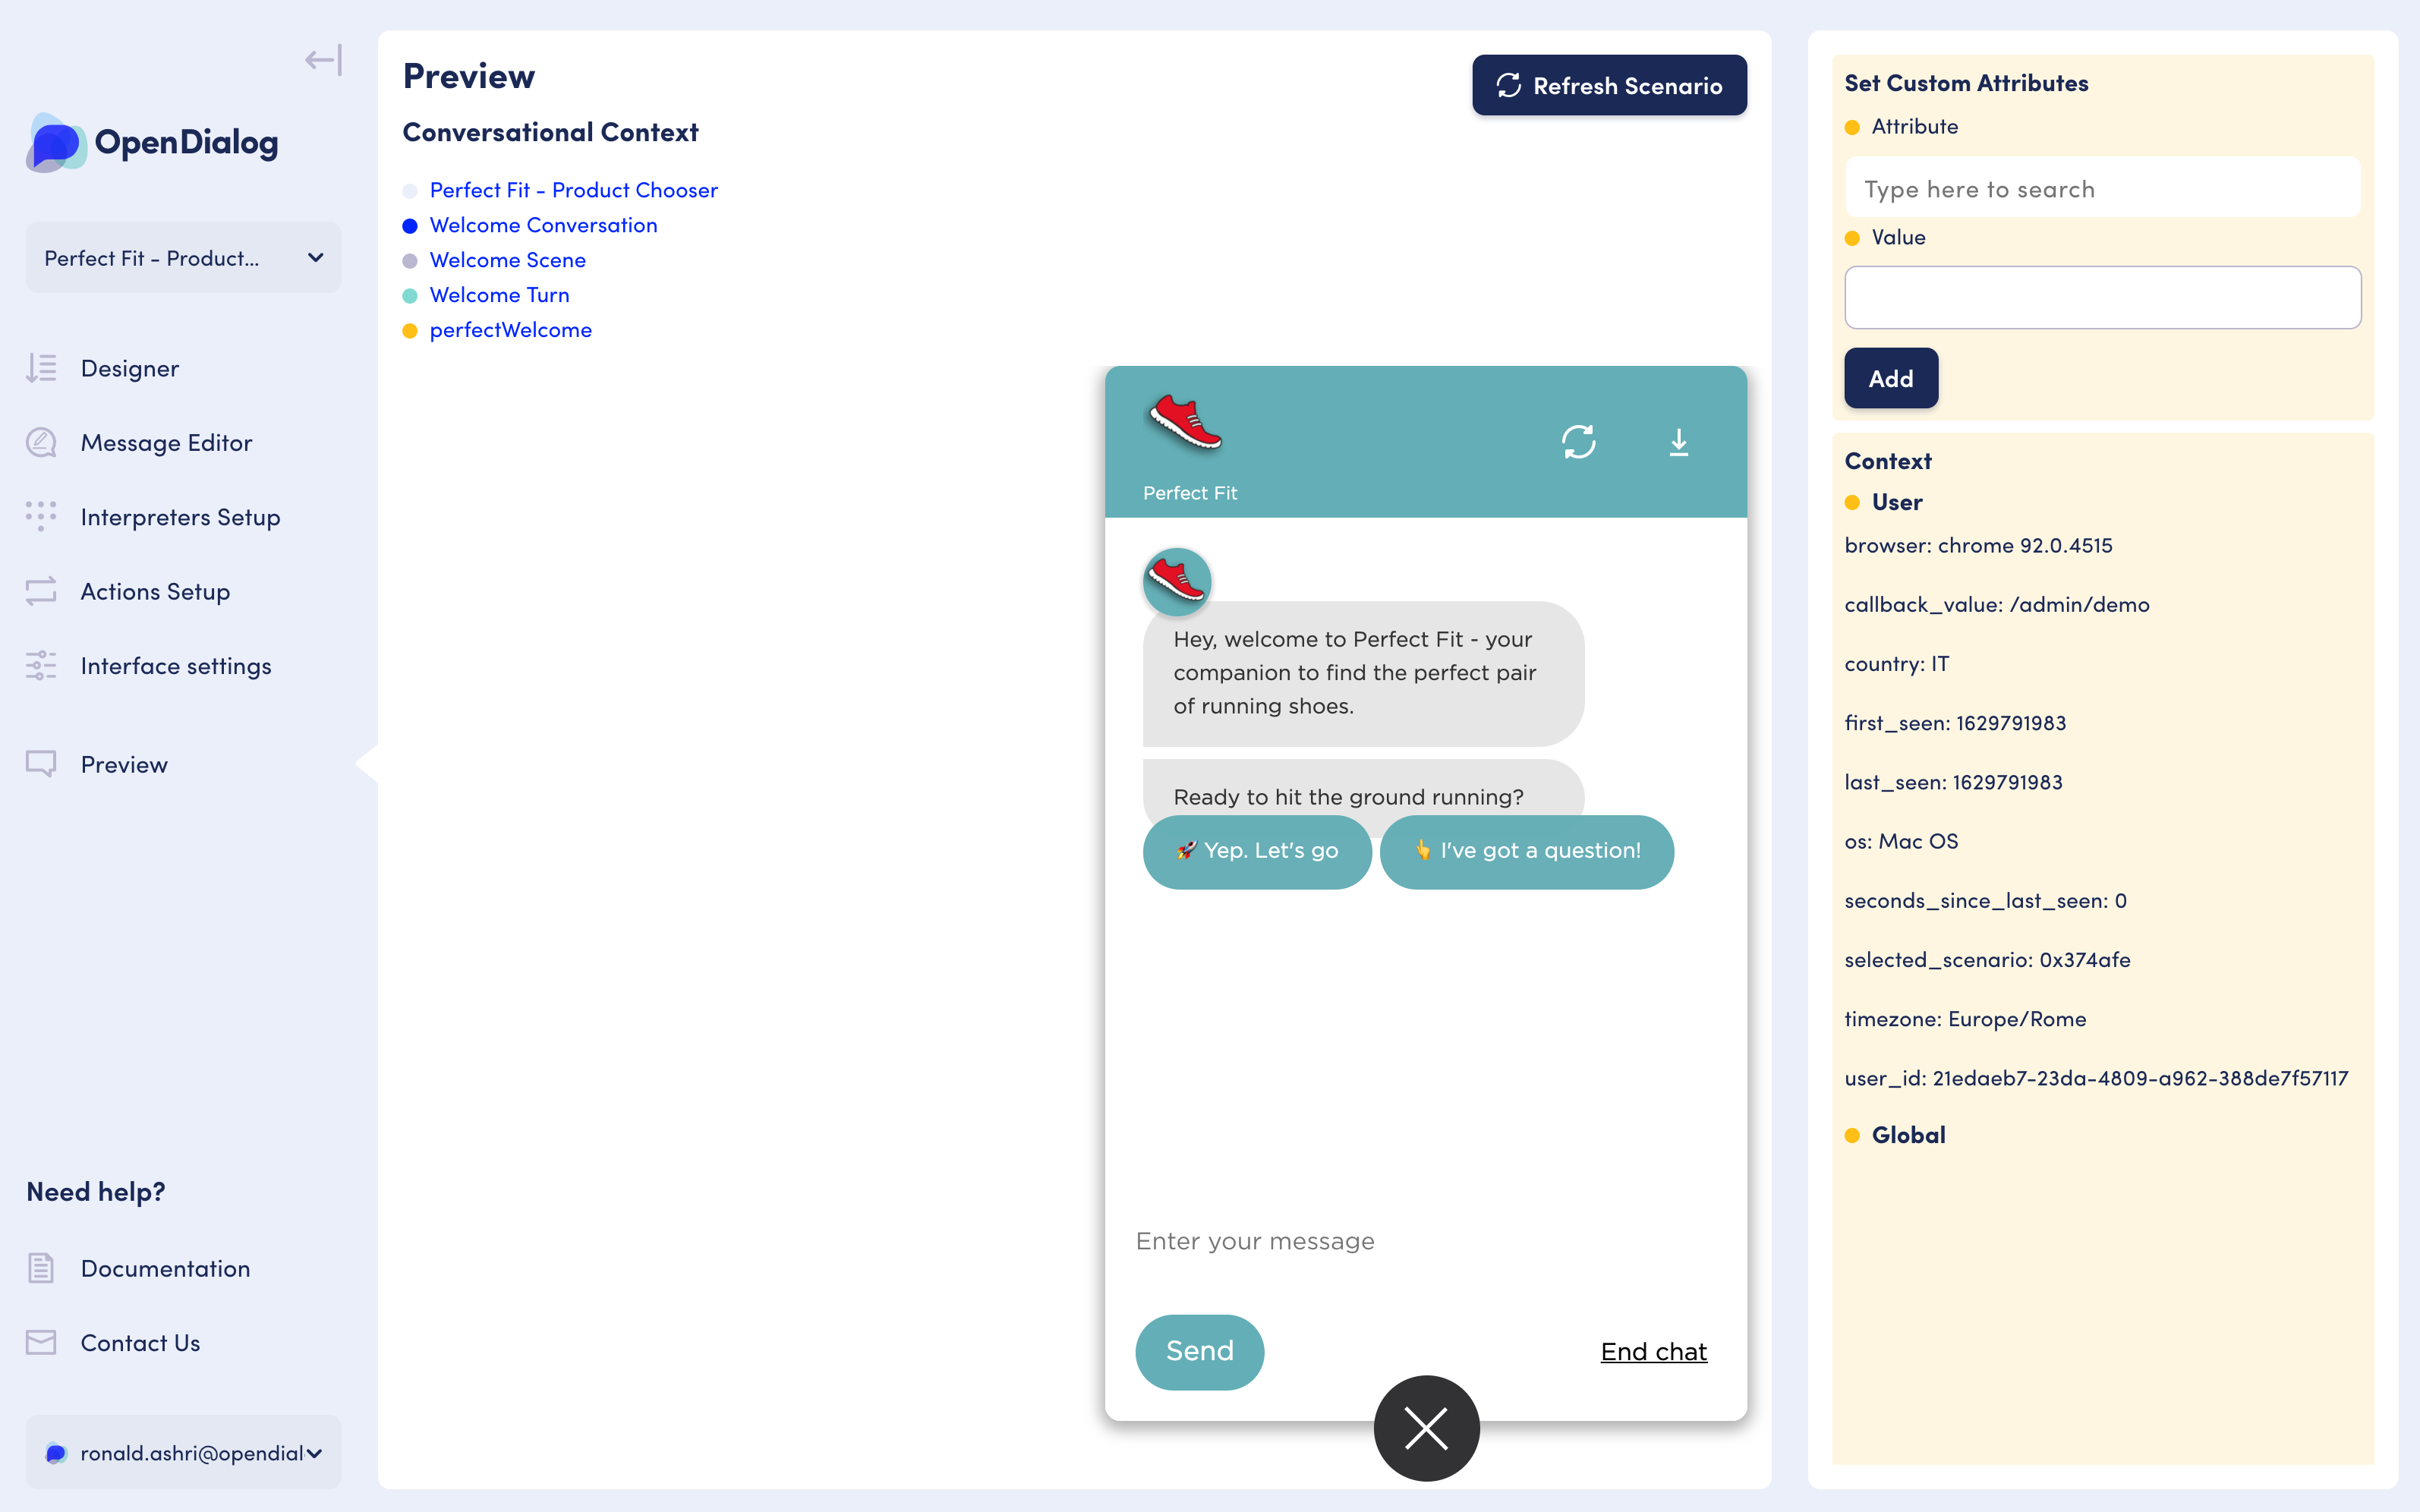 OpenDialog
Perfect Fit - Product...
Designer
Message Editor
Interpreters Setup
Actions Setup
Interface settings
Preview
Need help?
Documentation
Contact Us
ronald.ashri@opendial
Preview
Refresh Scenario
Conversational Context
Perfect Fit - Product Chooser
Welcome Conversation
Welcome Scene
Welcome Turn
perfectWelcome
Perfect Fit
Hey, welcome to Perfect Fit - your
companion to find the perfect pair
of running shoes.
Ready to hit the ground running?
🚀 Yep. Let's go
👆 I've got a question!
Enter your message
Send
End chat
Set Custom Attributes
Attribute
Type here to search
Value
Add
Context
User
browser: chrome 92.0.4515
callback_value: /admin/demo
country: IT
first_seen: 1629791983
last_seen: 1629791983
os: Mac OS
seconds_since_last_seen: 0
selected_scenario: 0x374afe
timezone: Europe/Rome
user_id: 21edaeb7-23da-4809-a962-388de7f57117
Global